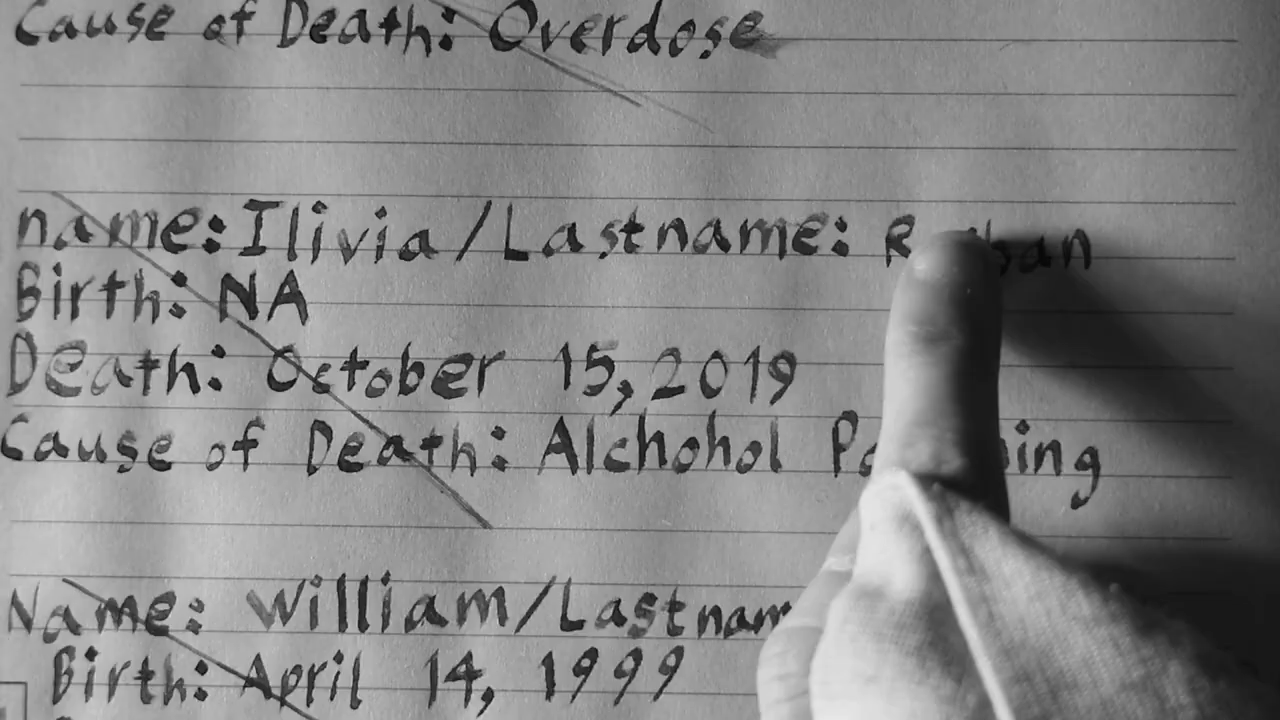 Cause of Death: Overdose
name: Ilivia / Lastname:
Birth: NA
Death: October 15, 2019
Cause of Death: Alchohol
Name: William / Lastnam
Birth: April 14, 1999